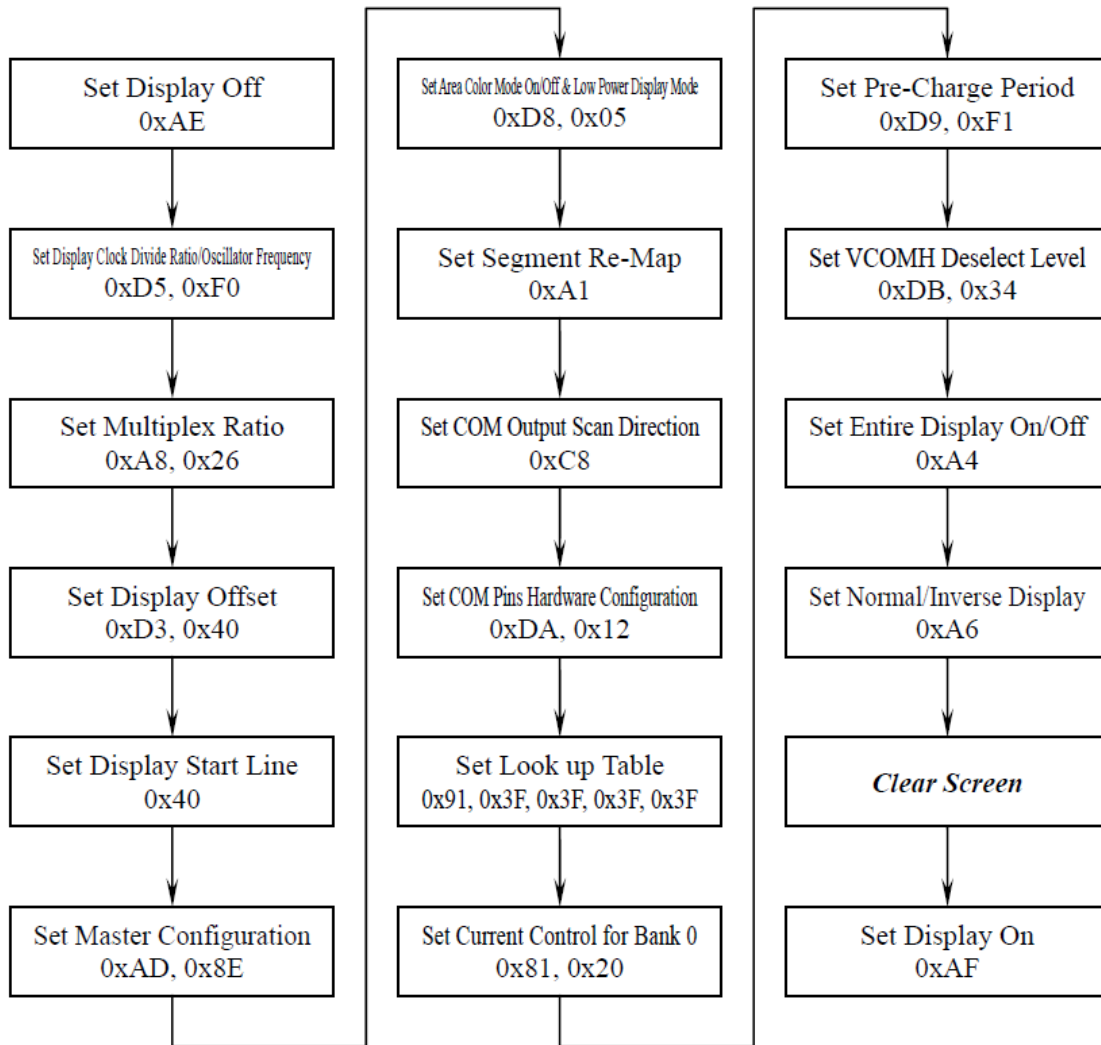 Set Display Off
0xAE
Set Display Clock Divide Ratio/Oscillator Frequency
0xD5, 0xF0
Set Multiplex Ratio
0xA8, 0x26
Set Display Offset
0xD3, 0x40
Set Display Start Line
0x40
Set Master Configuration
0xAD, 0x8E
Set Area Color Mode On/Off & Low Power Display Mode
0xD8, 0x05
Set Segment Re-Map
0xA1
Set COM Output Scan Direction
0xC8
Set COM Pins Hardware Configuration
0xDA, 0x12
Set Look up Table
0x91, 0x3F, 0x3F, 0x3F, 0x3F
Set Current Control for Bank 0
0x81, 0x20
Set Pre-Charge Period
0xD9, 0xF1
Set VCOMH Deselect Level
0xDB, 0x34
Set Entire Display On/Off
0xA4
Set Normal/Inverse Display
0xA6
Clear Screen
Set Display On
0xAF